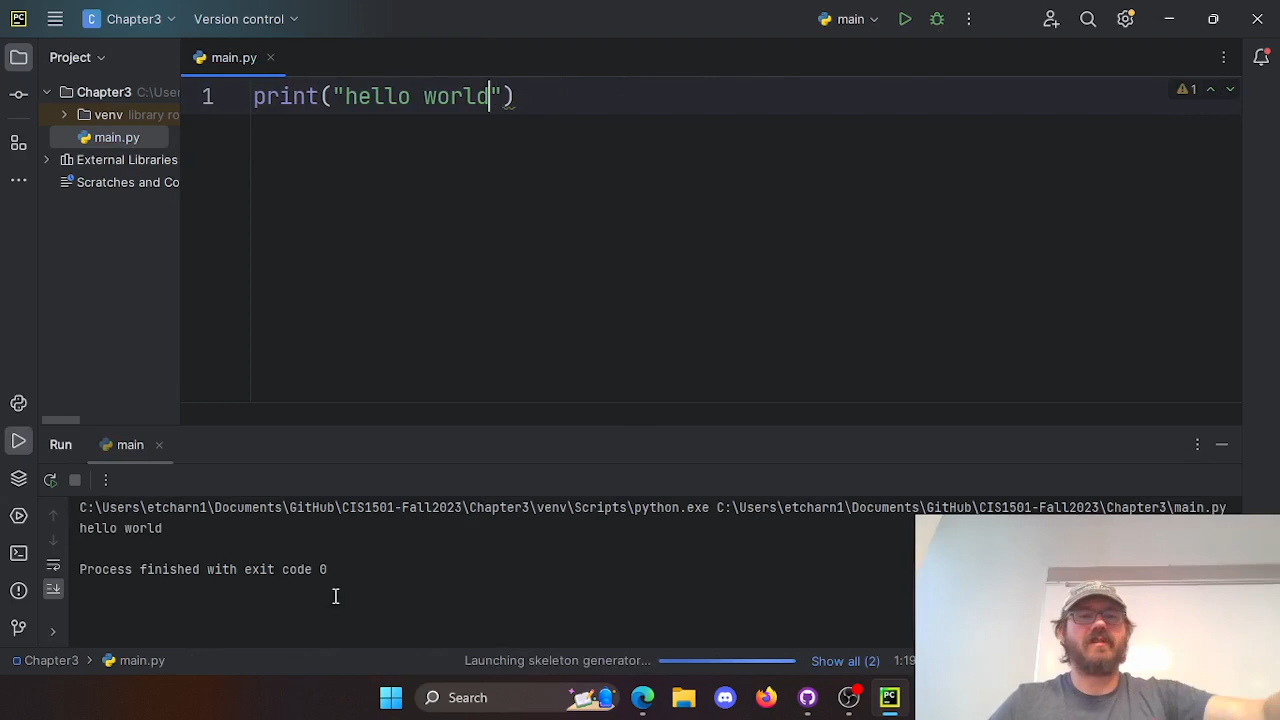 PC
C Chapter3
Version control
main
Project
main.py
Chapter3 C:\User
venv library ro
main.py
External Libraries
Scratches and Co
1
print("hello world")
1
Run
main
C:\Users\etcharn1\Documents\GitHub\CIS1501-Fall2023\Chapter3\venv\Scripts\python.exe C:\Users\etcharn1\Documents\GitHub\CIS1501-Fall2023\Chapter3\main.py
hello world
Process finished with exit code 0
Chapter3
main.py
Launching skeleton generator...
Show all (2)
1:19
Search
PC